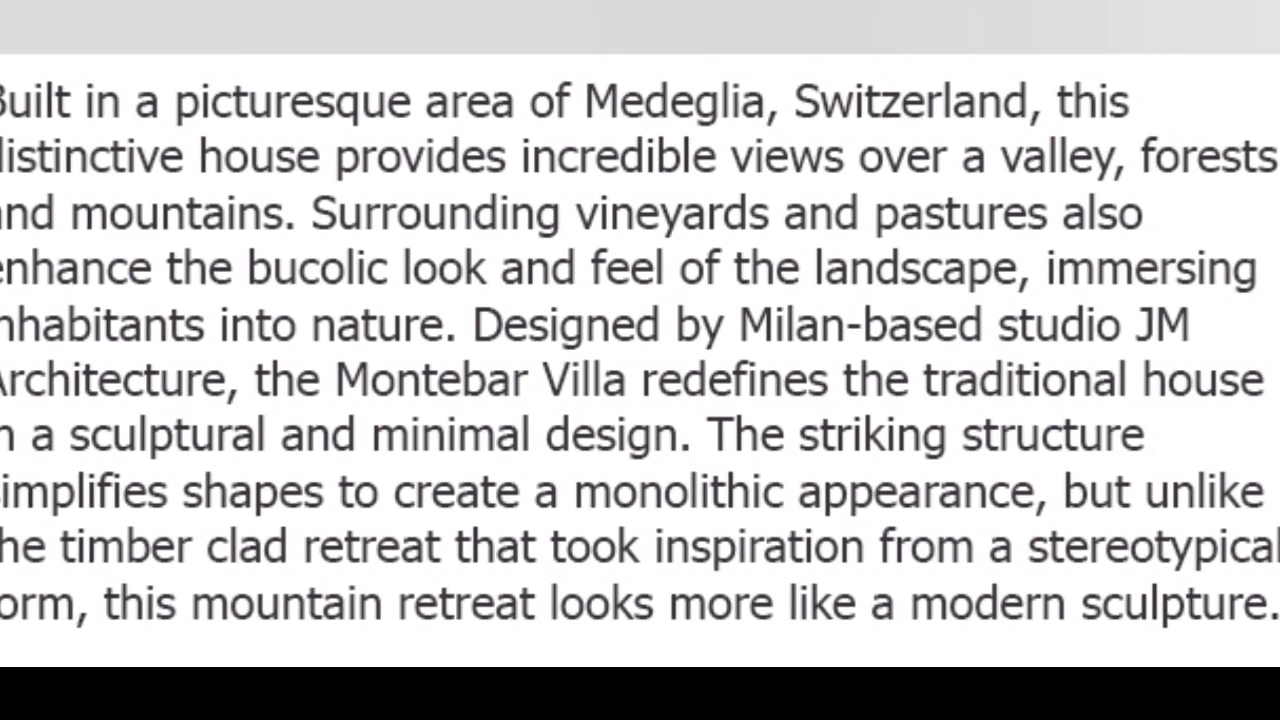 Built in a picturesque area of Medeglia, Switzerland, this
distinctive house provides incredible views over a valley, forests
and mountains. Surrounding vineyards and pastures also
enhance the bucolic look and feel of the landscape, immersing
inhabitants into nature. Designed by Milan-based studio JM
Architecture, the Montebar Villa redefines the traditional house
in a sculptural and minimal design. The striking structure
simplifies shapes to create a monolithic appearance, but unlike
the timber clad retreat that took inspiration from a stereotypical
form, this mountain retreat looks more like a modern sculpture.